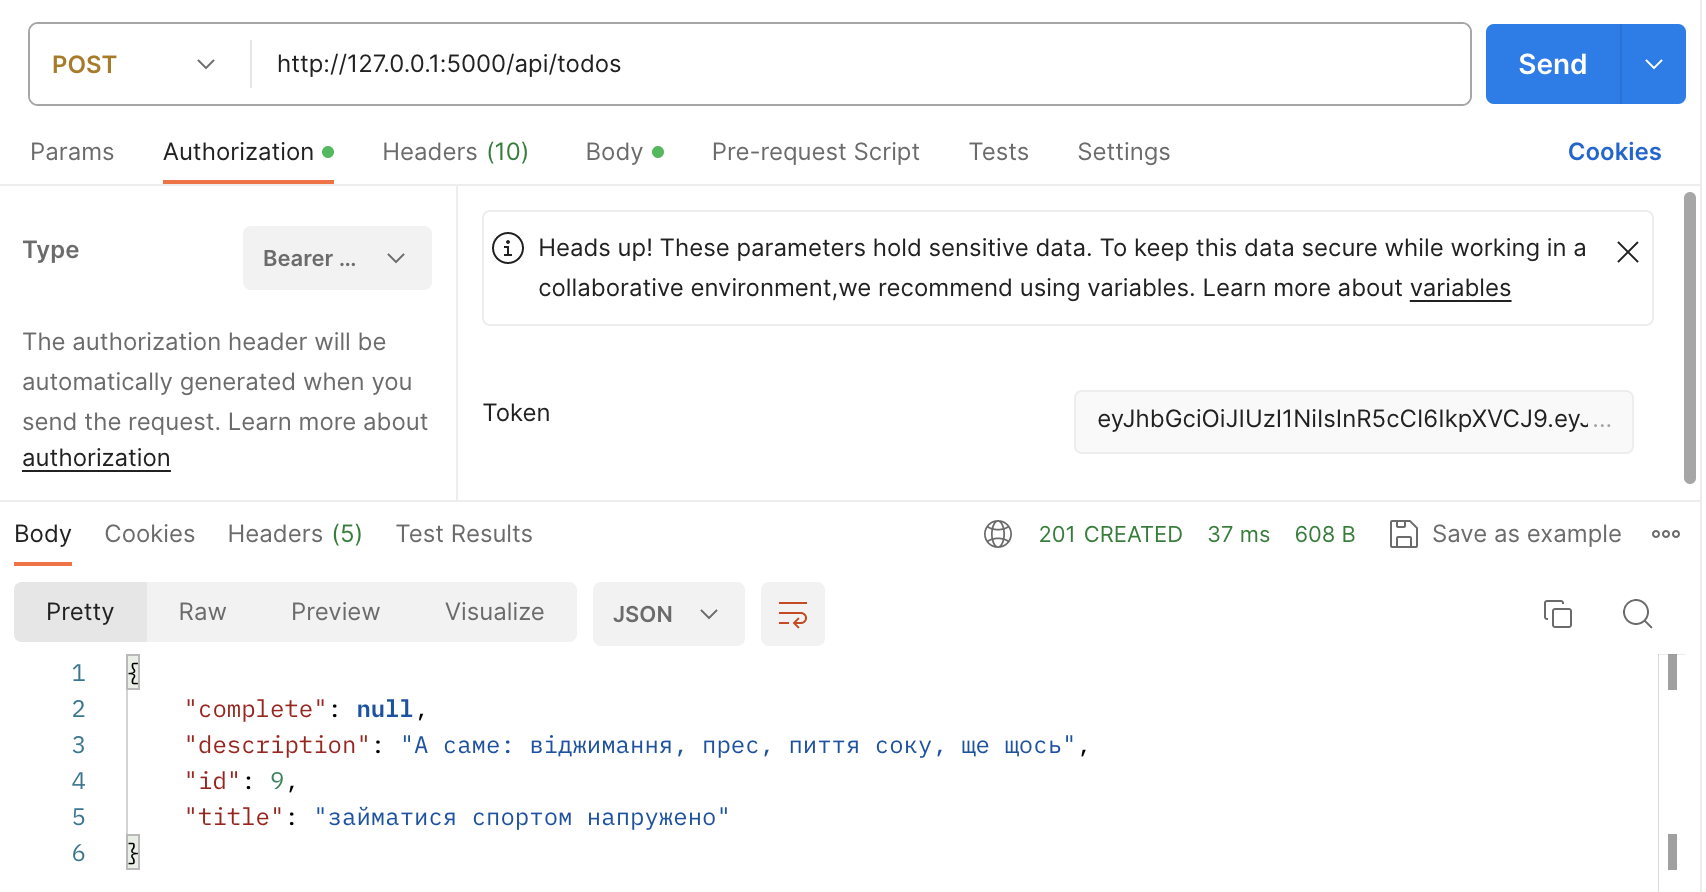 POST http://127.0.0.1:5000/api/todos Send
Params Authorization Headers (10) Body Pre-request Script Tests Settings Cookies
Type Bearer ...
The authorization header will be
automatically generated when you
send the request. Learn more about
authorization
Heads up! These parameters hold sensitive data. To keep this data secure while working in a
collaborative environment,we recommend using variables. Learn more about variables
Token eyJhbGciOiJIUzI1NiIsInR5cCI6IkpXVCJ9.eyJ...
Body Cookies Headers (5) Test Results 201 CREATED 37 ms 608 B Save as example
Pretty Raw Preview Visualize JSON
1 {
2 "complete": null,
3 "description": "А саме: віджимання, прес, пиття соку, ще щось",
4 "id": 9,
5 "title": "займатися спортом напружено"
6 }